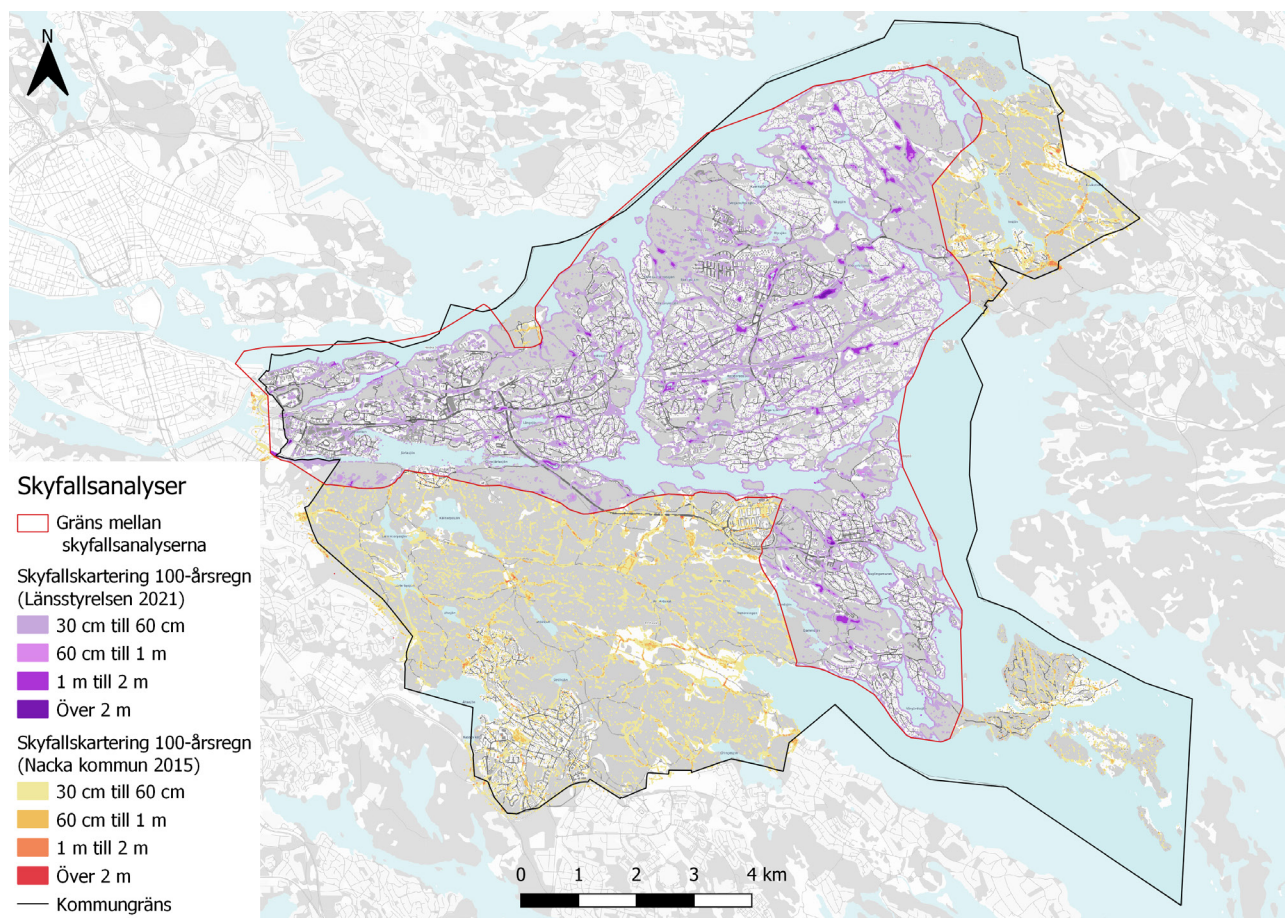 N
Skyfallsanalyser
Gräns mellan
skyfallsanalyserna
Skyfallskartering 100-årsregn
(Länsstyrelsen 2021)
30 cm till 60 cm
60 cm till 1 m
1 m till 2 m
Över 2 m
Skyfallskartering 100-årsregn
(Nacka kommun 2015)
30 cm till 60 cm
60 cm till 1 m
1 m till 2 m
Över 2 m
Kommungräns
0 1 2 3 4 km